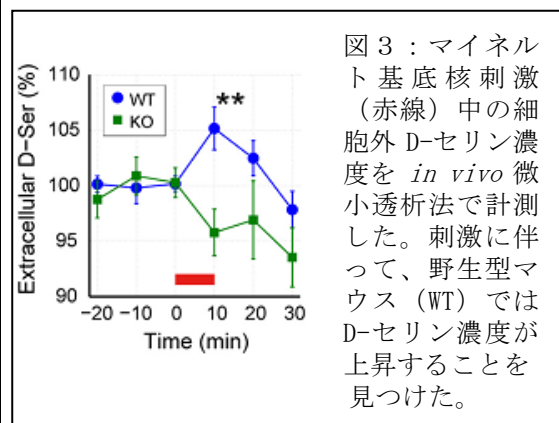 Extracellular D-Ser (%)
110
105
100
95
90
WT
KO
**
-20 -10 0 10 20 30
Time (min)
図3：マイネル
ト基底核刺激
（赤線）中の細
胞外 D-セリン濃
度を in vivo 微
小透析法で計測
した。刺激に伴
って、野生型マ
ウス（WT）では
D-セリン濃度が
上昇することを
見つけた。